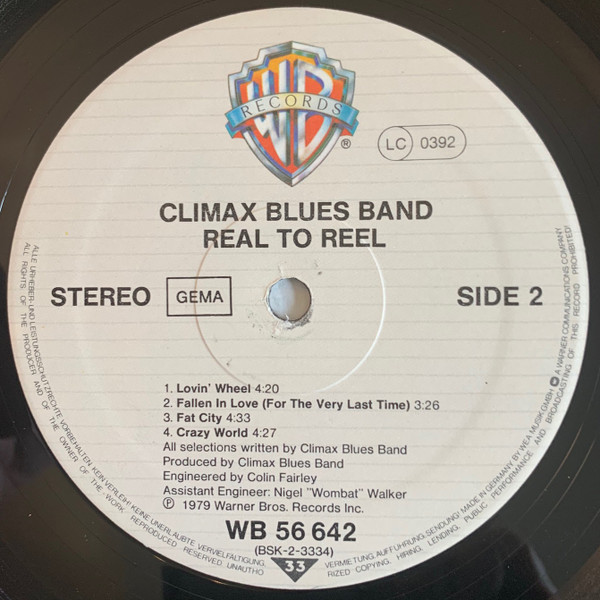 WB
RECORDS
®
LC 0392
CLIMAX BLUES BAND
REAL TO REEL
STEREO
GEMA
SIDE 2
1. Lovin' Wheel 4:20
2. Fallen In Love (For The Very Last Time) 3:26
3. Fat City 4:33
4. Crazy World 4:27
All selections written by Climax Blues Band
Produced by Climax Blues Band
Engineered by Colin Fairley
Assistant Engineer: Nigel "Wombat" Walker
℗ 1979 Warner Bros. Records Inc.
WB 56 642
(BSK-2-3334)
33
ALLE URHEBER- UND LEISTUNGSSCHUTZRECHTE VORBEHALTEN. KEIN VERLEIH! KEINE UNERLAUBTE VERVIELFÄLTIGUNG, VERMIETUNG, AUFFÜHRUNG, SENDUNG! MADE IN GERMANY BY WEA MUSIK GMBH A WARNER COMMUNICATIONS COMPANY
ALL RIGHTS OF THE PRODUCER AND OF THE OWNER OF THE WORK REPRODUCED RESERVED. UNAUTHORIZED COPYING, HIRING, LENDING, PUBLIC PERFORMANCE AND BROADCASTING OF THIS RECORD PROHIBITED!